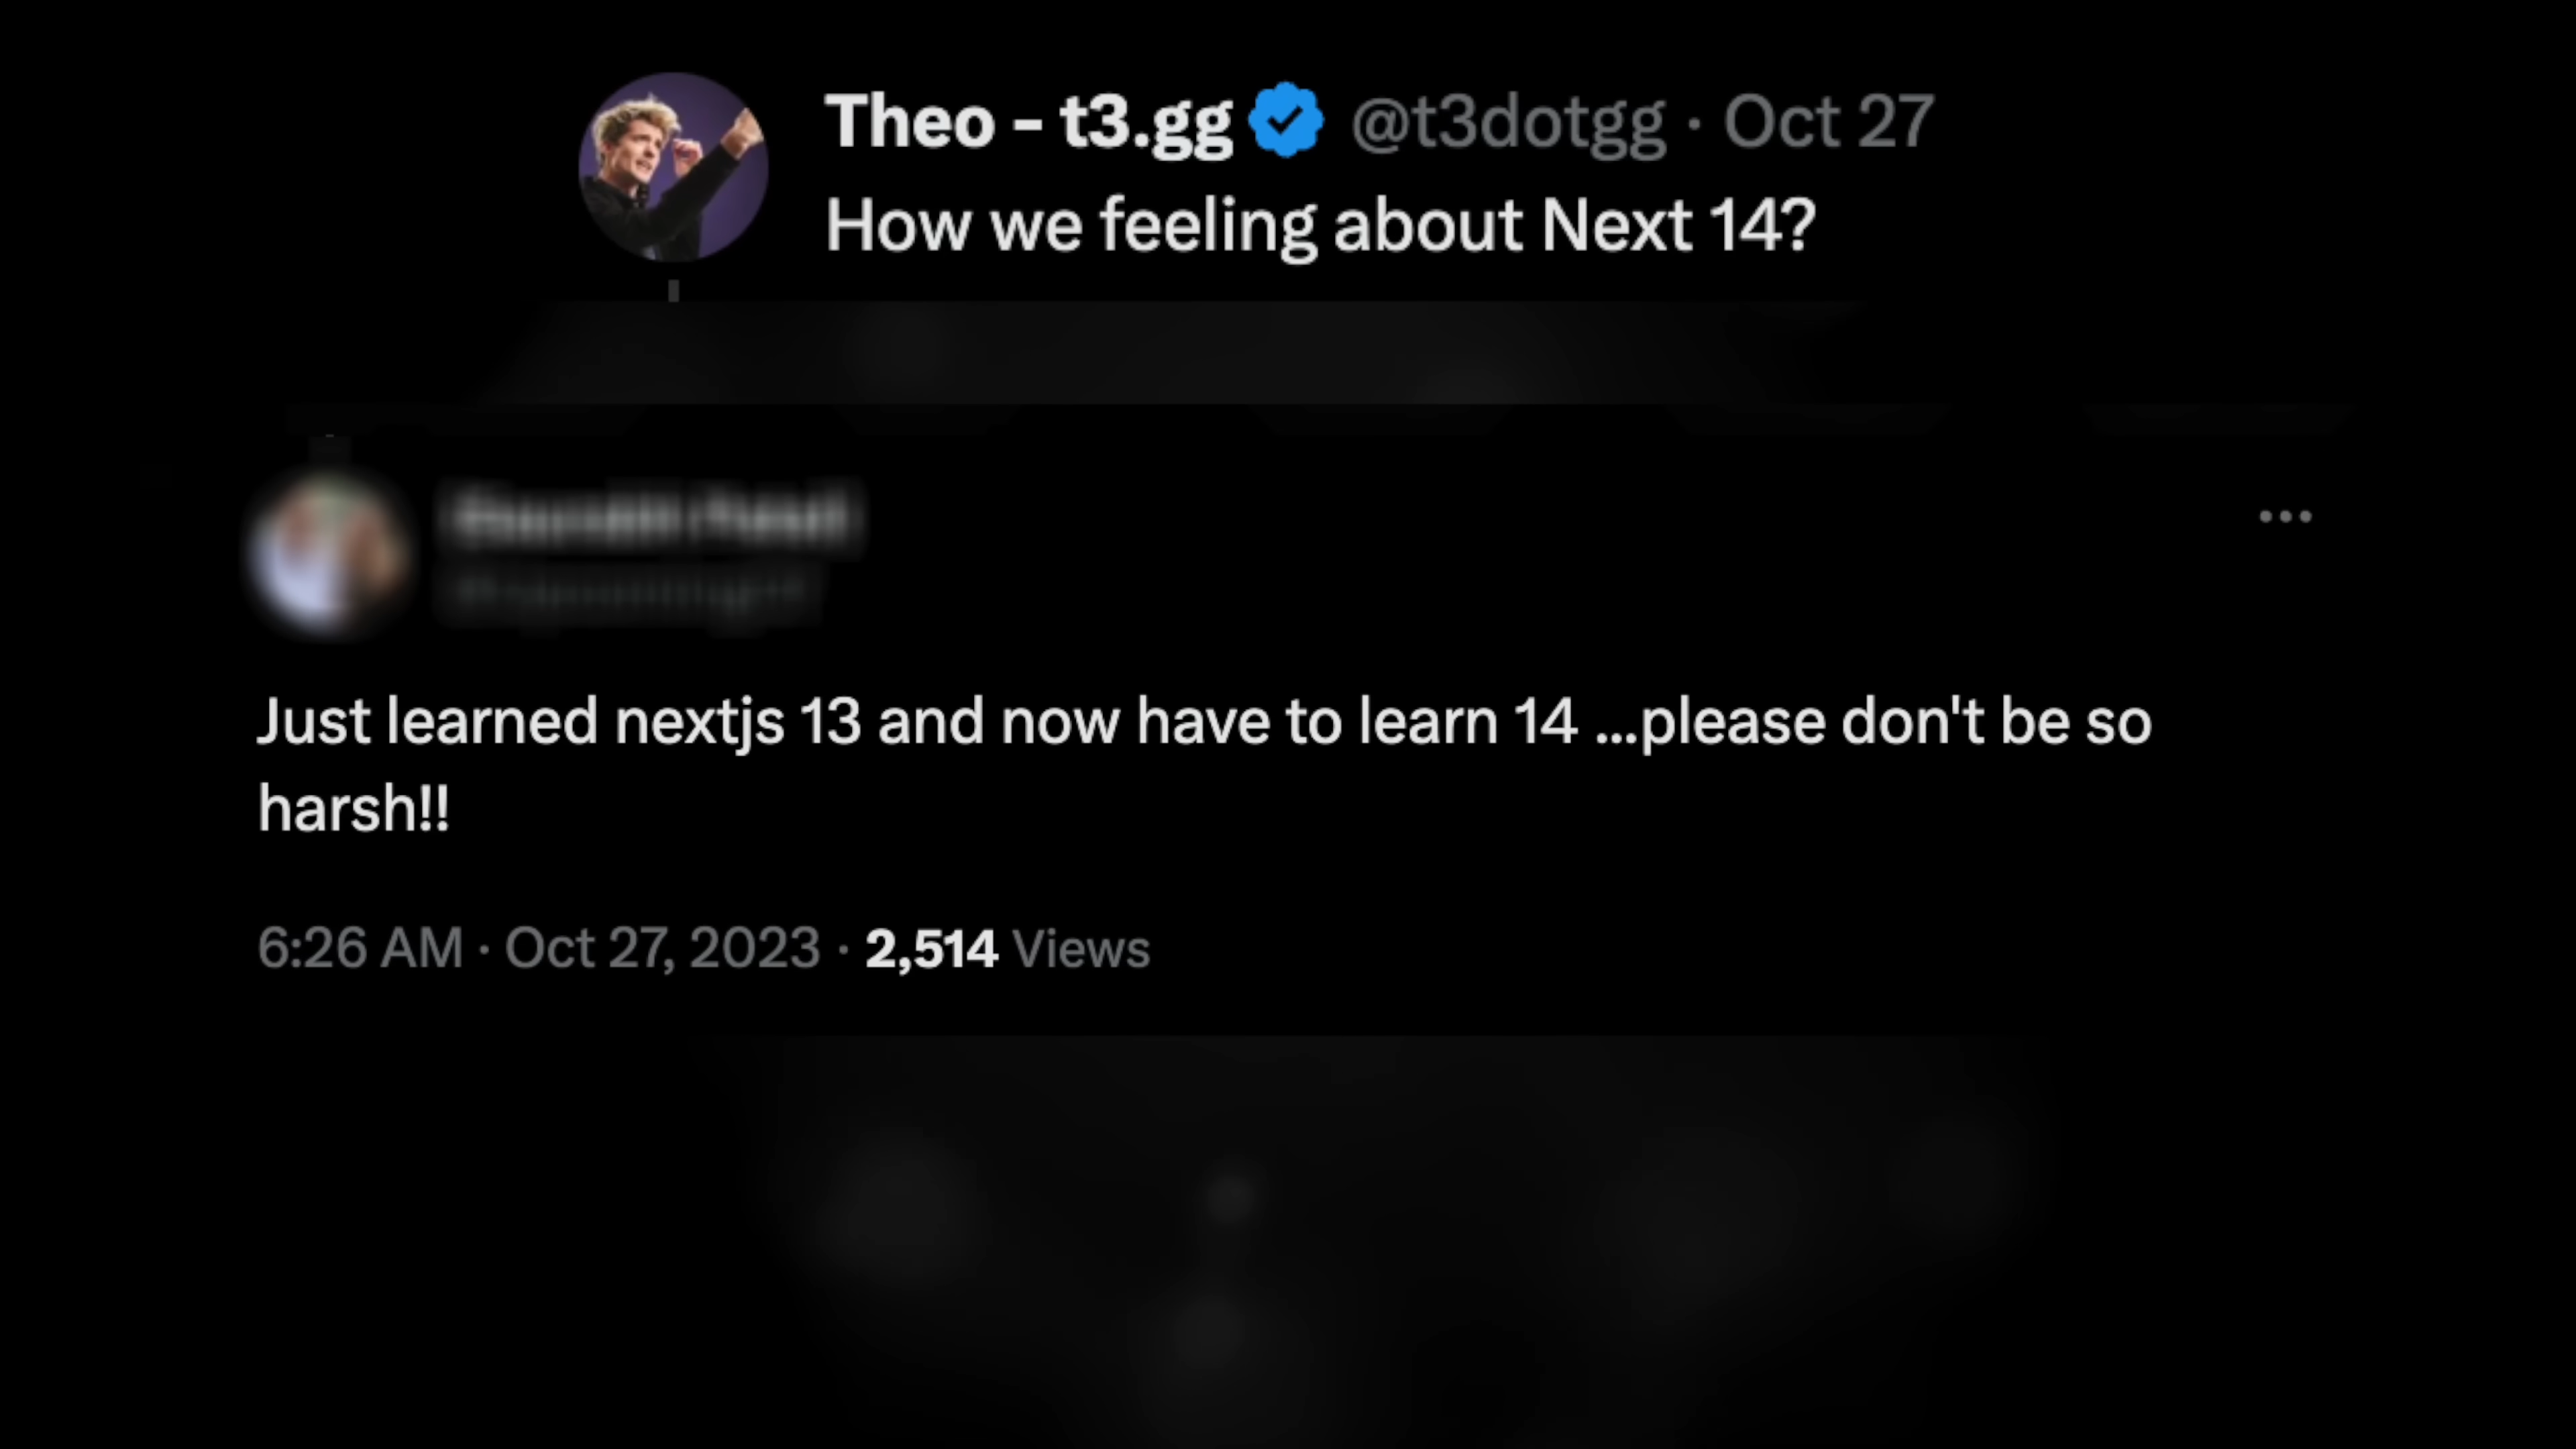 Theo - t3.gg @t3dotgg · Oct 27
How we feeling about Next 14?
Just learned nextjs 13 and now have to learn 14 ...please don't be so
harsh!!
6:26 AM · Oct 27, 2023 · 2,514 Views